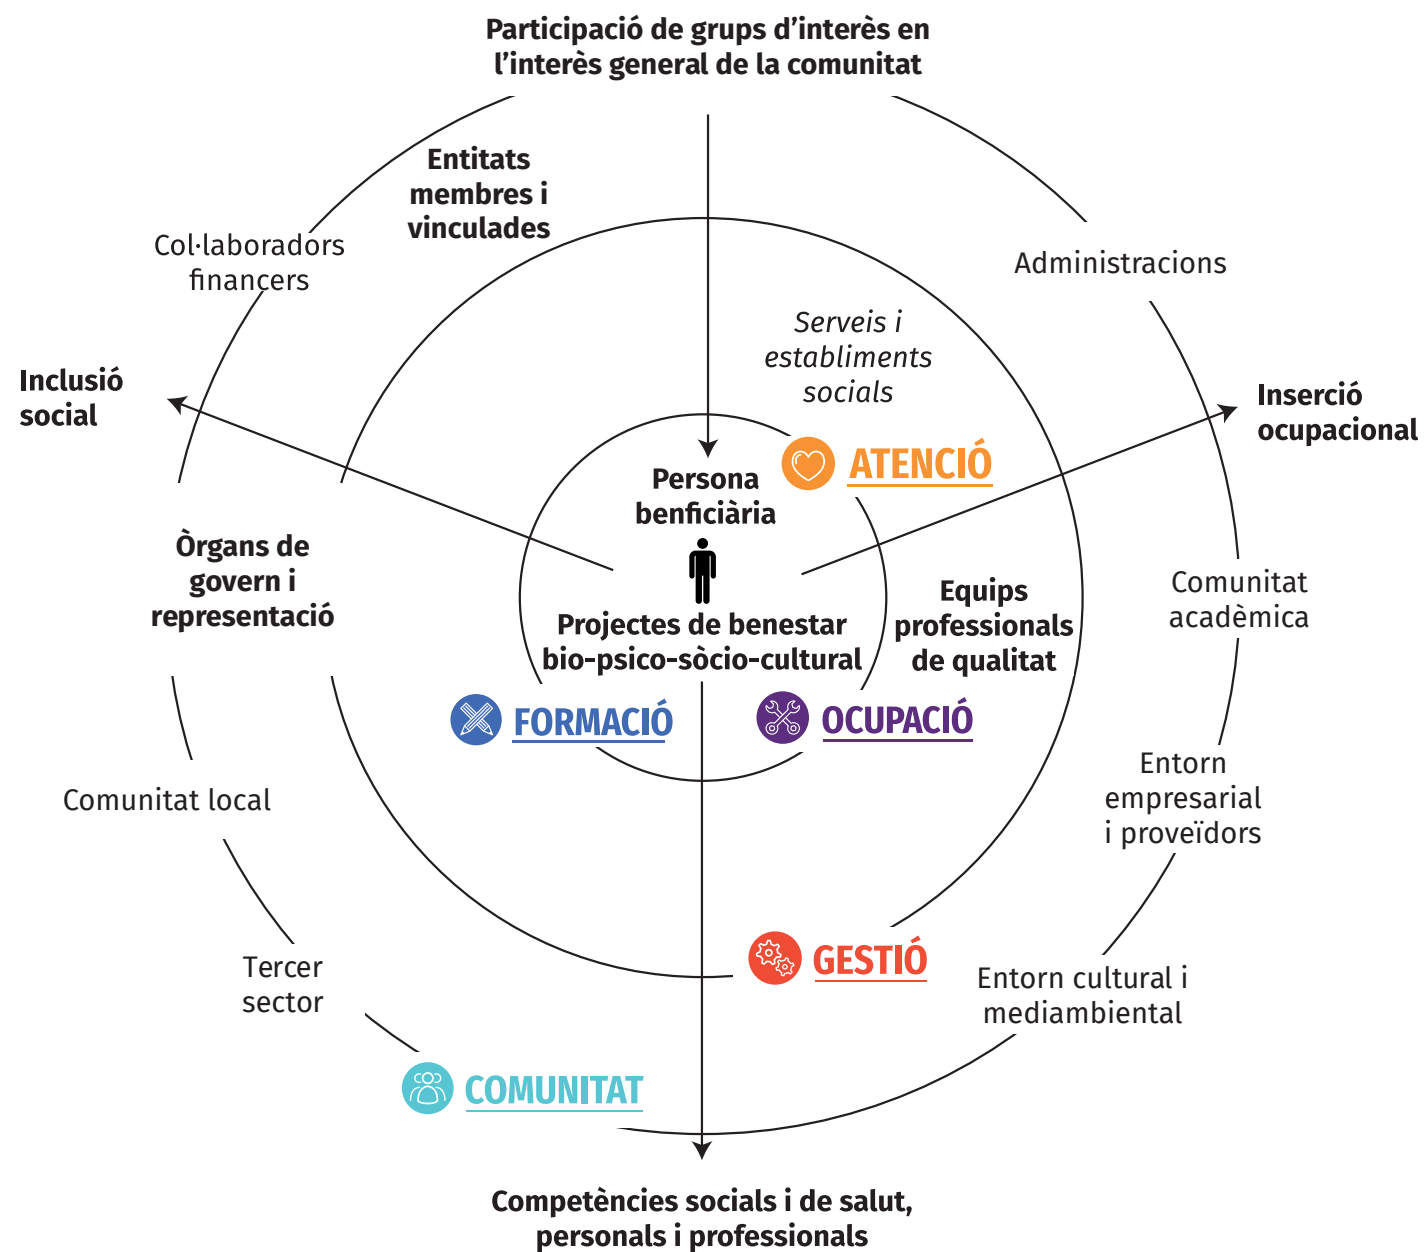 Participació de grups d’interès en
l’interès general de la comunitat
Entitats
membres i
vinculades
Col·laboradors
financers
Administracions
Serveis i
establiments
socials
Inclusió
social
Inserció
ocupacional
ATENCIÓ
Persona
benficiària
Òrgans de
govern i
representació
Projectes de benestar
bio-psico-sòcio-cultural
Equips
professionals
de qualitat
Comunitat
acadèmica
FORMACIÓ
OCUPACIÓ
Comunitat local
Entorn
empresarial
i proveïdors
Tercer
sector
GESTIÓ
Entorn cultural i
mediambiental
COMUNITAT
Competències socials i de salut,
personals i professionals